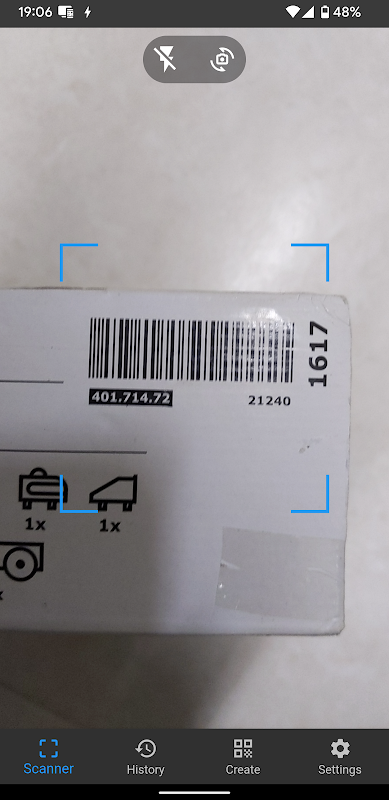 19:06
48%
1617
401.714.72
21240
1x
1x
x
Scanner
History
Create
Settings